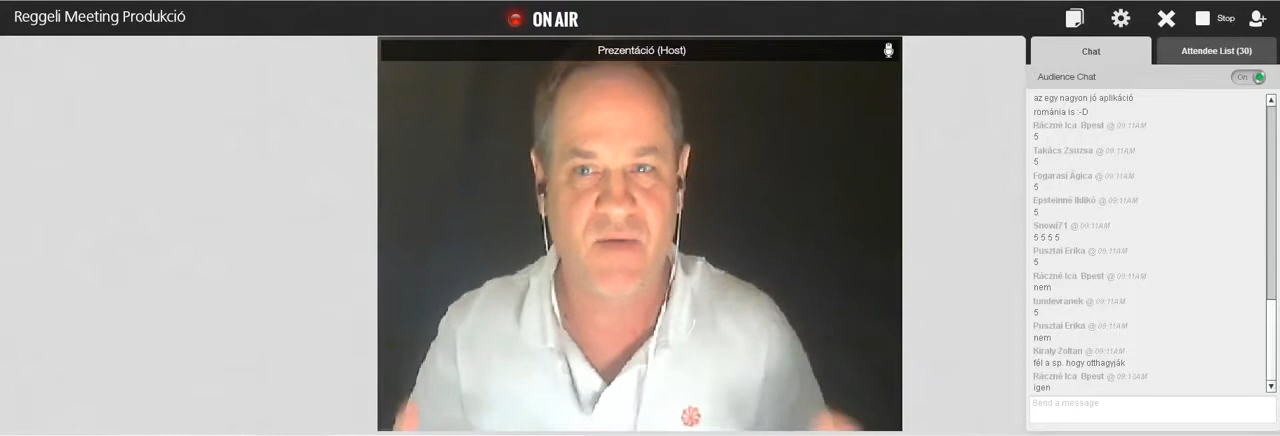 Reggeli Meeting Produkció
ON AIR
Stop
Prezentáció (Host)
Chat
Attendee List (30)
Audience Chat
On
az egy nagyon jó aplikáció
románia is :-D
Ráczné Ica Bpest @ 09:11AM
5
Takács Zsuzsa @ 09:11AM
5
Fogarasi Ágica @ 09:11AM
5
Epsteinné Ildikó @ 09:11AM
5
Snowi71 @ 09:11AM
5 5 5 5
Pusztai Erika @ 09:11AM
5
Ráczné Ica Bpest @ 09:11AM
nem
tundevranek @ 09:11AM
5
Pusztai Erika @ 09:11AM
nem
Kiraly Zoltan @ 09:11AM
fél a sp. hogy otthagyják
Ráczné Ica Bpest @ 09:13AM
igen
Send a message